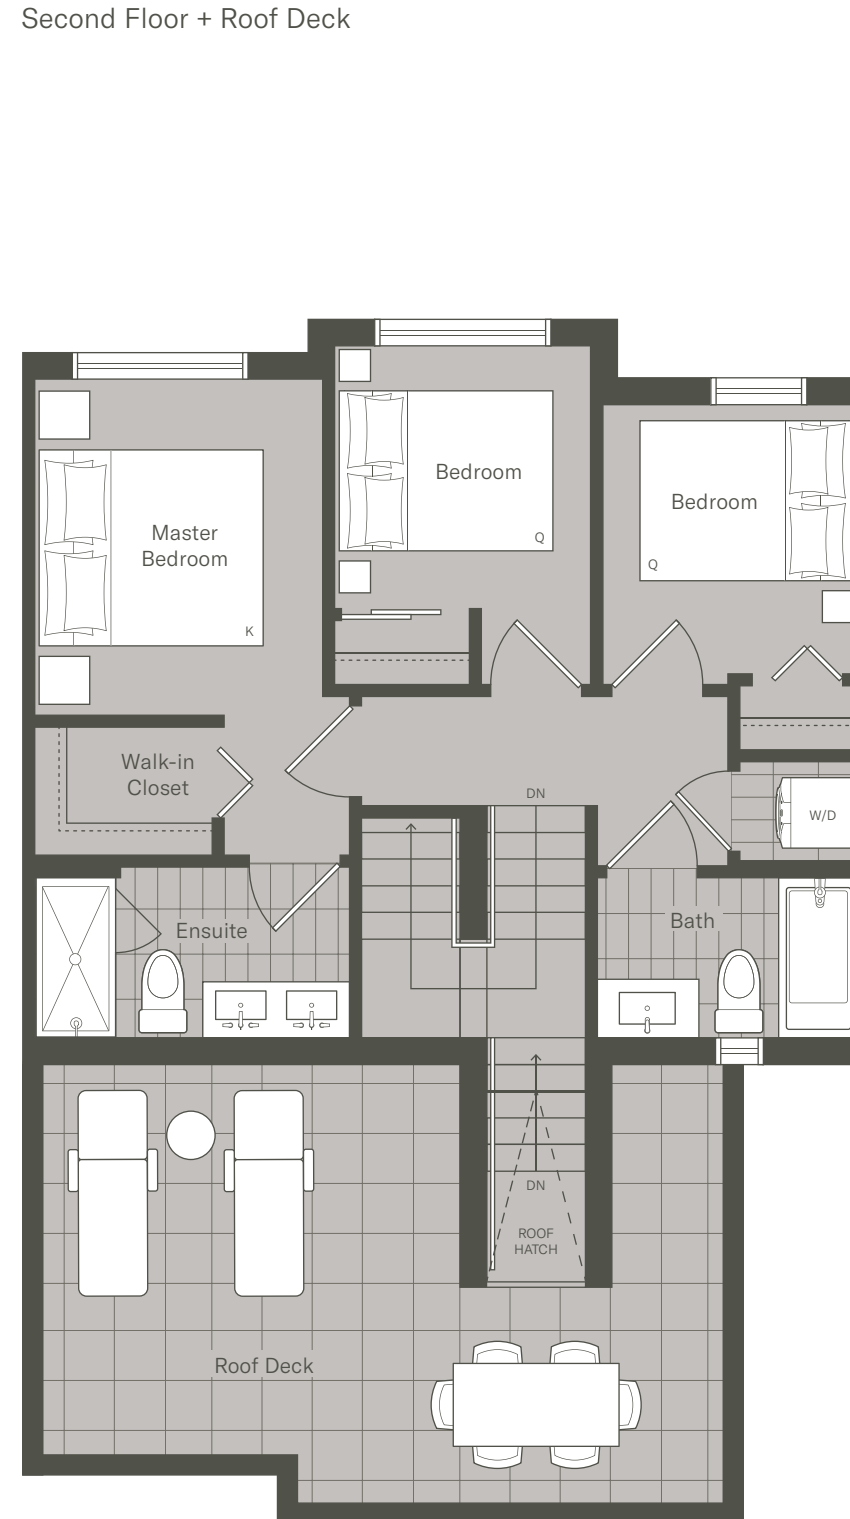 Second Floor + Roof Deck
Bedroom
Q
Bedroom
Q
Master
Bedroom
K
Walk-in
Closet
DN
W/D
Ensuite
Bath
DN
ROOF
HATCH
Roof Deck